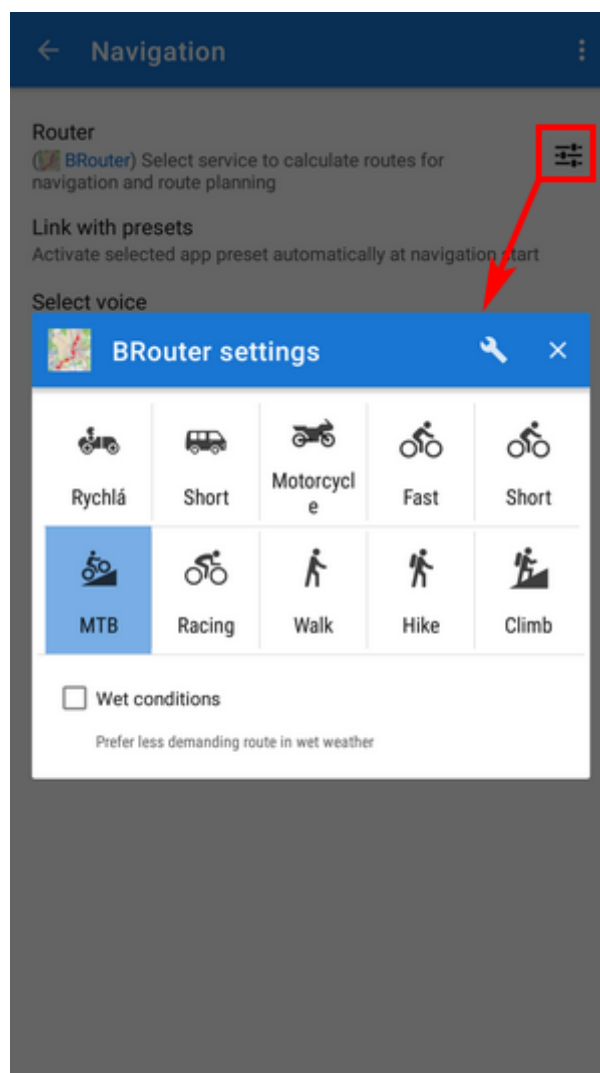 Navigation
Router
(BRouter) Select service to calculate routes for
navigation and route planning
Link with presets
Activate selected app preset automatically at navigation start
Select voice
BRouter settings
Rychlá
Short
Motorcycl
e
Fast
Short
MTB
Racing
Walk
Hike
Climb
Wet conditions
Prefer less demanding route in wet weather